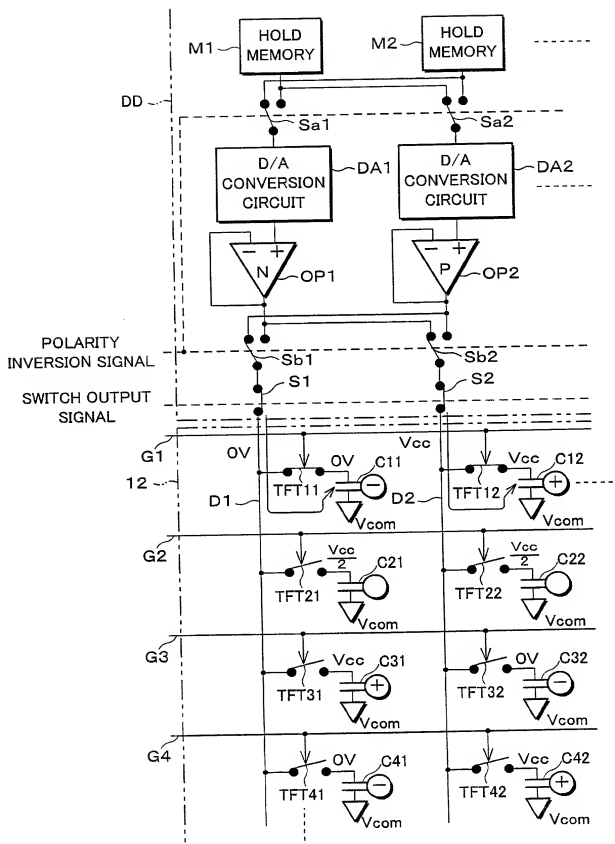 HOLD
MEMORY
M1
HOLD
MEMORY
M2
DD
Sa1
Sa2
D/A
CONVERSION
CIRCUIT
DA1
D/A
CONVERSION
CIRCUIT
DA2
− +
N
OP1
− +
P
OP2
POLARITY
INVERSION SIGNAL
Sb1
Sb2
SWITCH OUTPUT
SIGNAL
S1
S2
G1
0V
Vcc
12
0V
C11
−
Vcc
C12
+
D1
TFT11
Vcom
D2
TFT12
Vcom
G2
Vcc
2
C21
Vcc
2
C22
TFT21
Vcom
TFT22
Vcom
G3
Vcc
C31
+
0V
C32
−
TFT31
Vcom
TFT32
Vcom
G4
0V
C41
−
Vcc
C42
+
TFT41
Vcom
TFT42
Vcom